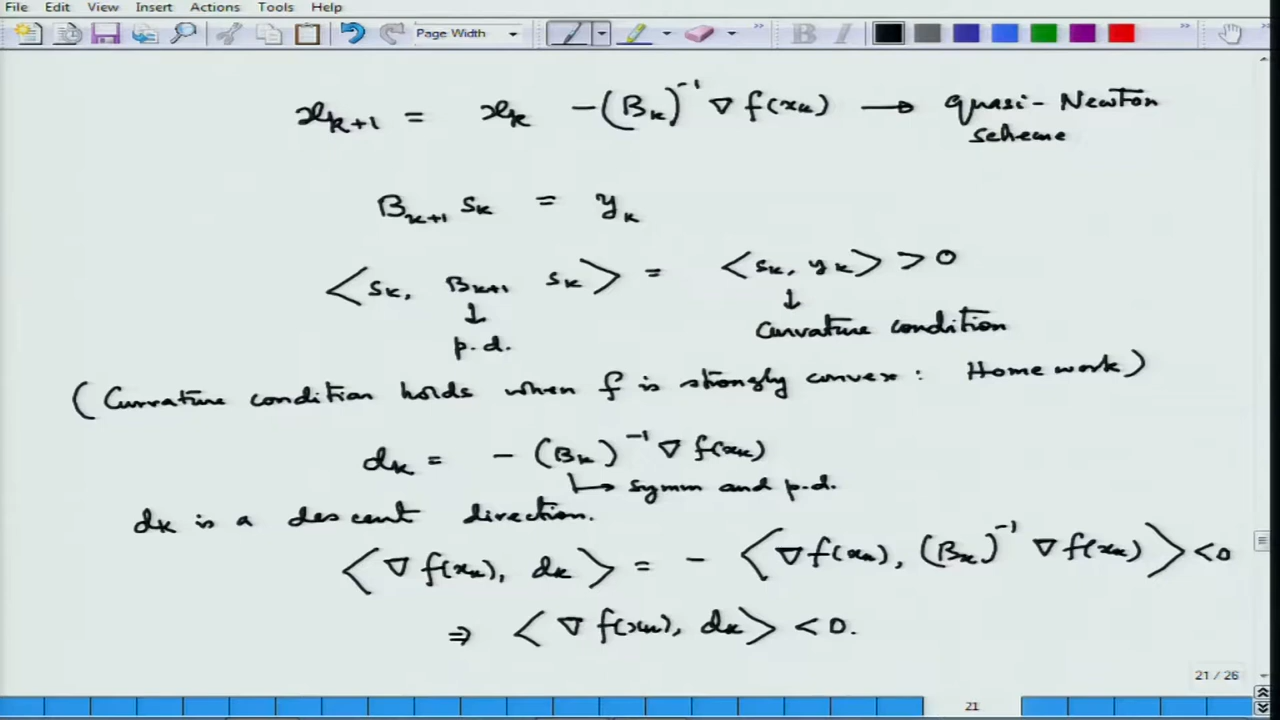 File Edit View Insert Actions Tools Help
Page Width
x_{k+1} = x_k - (B_k)^{-1} ∇f(x_k) → quasi-Newton
scheme
B_{k+1} s_k = y_k
⟨s_k, B_{k+1} s_k⟩ = ⟨s_k, y_k⟩ > 0
↓ ↓
p.d. Curvature condition
(Curvature condition holds when f is strongly convex : Homework)
d_k = - (B_k)^{-1} ∇f(x_k)
↳ symm and p.d.
d_k is a descent direction.
⟨∇f(x_k), d_k⟩ = - ⟨∇f(x_k), (B_k)^{-1} ∇f(x_k)⟩ < 0
⇒ ⟨∇f(x_k), d_k⟩ < 0.
21 / 26
21